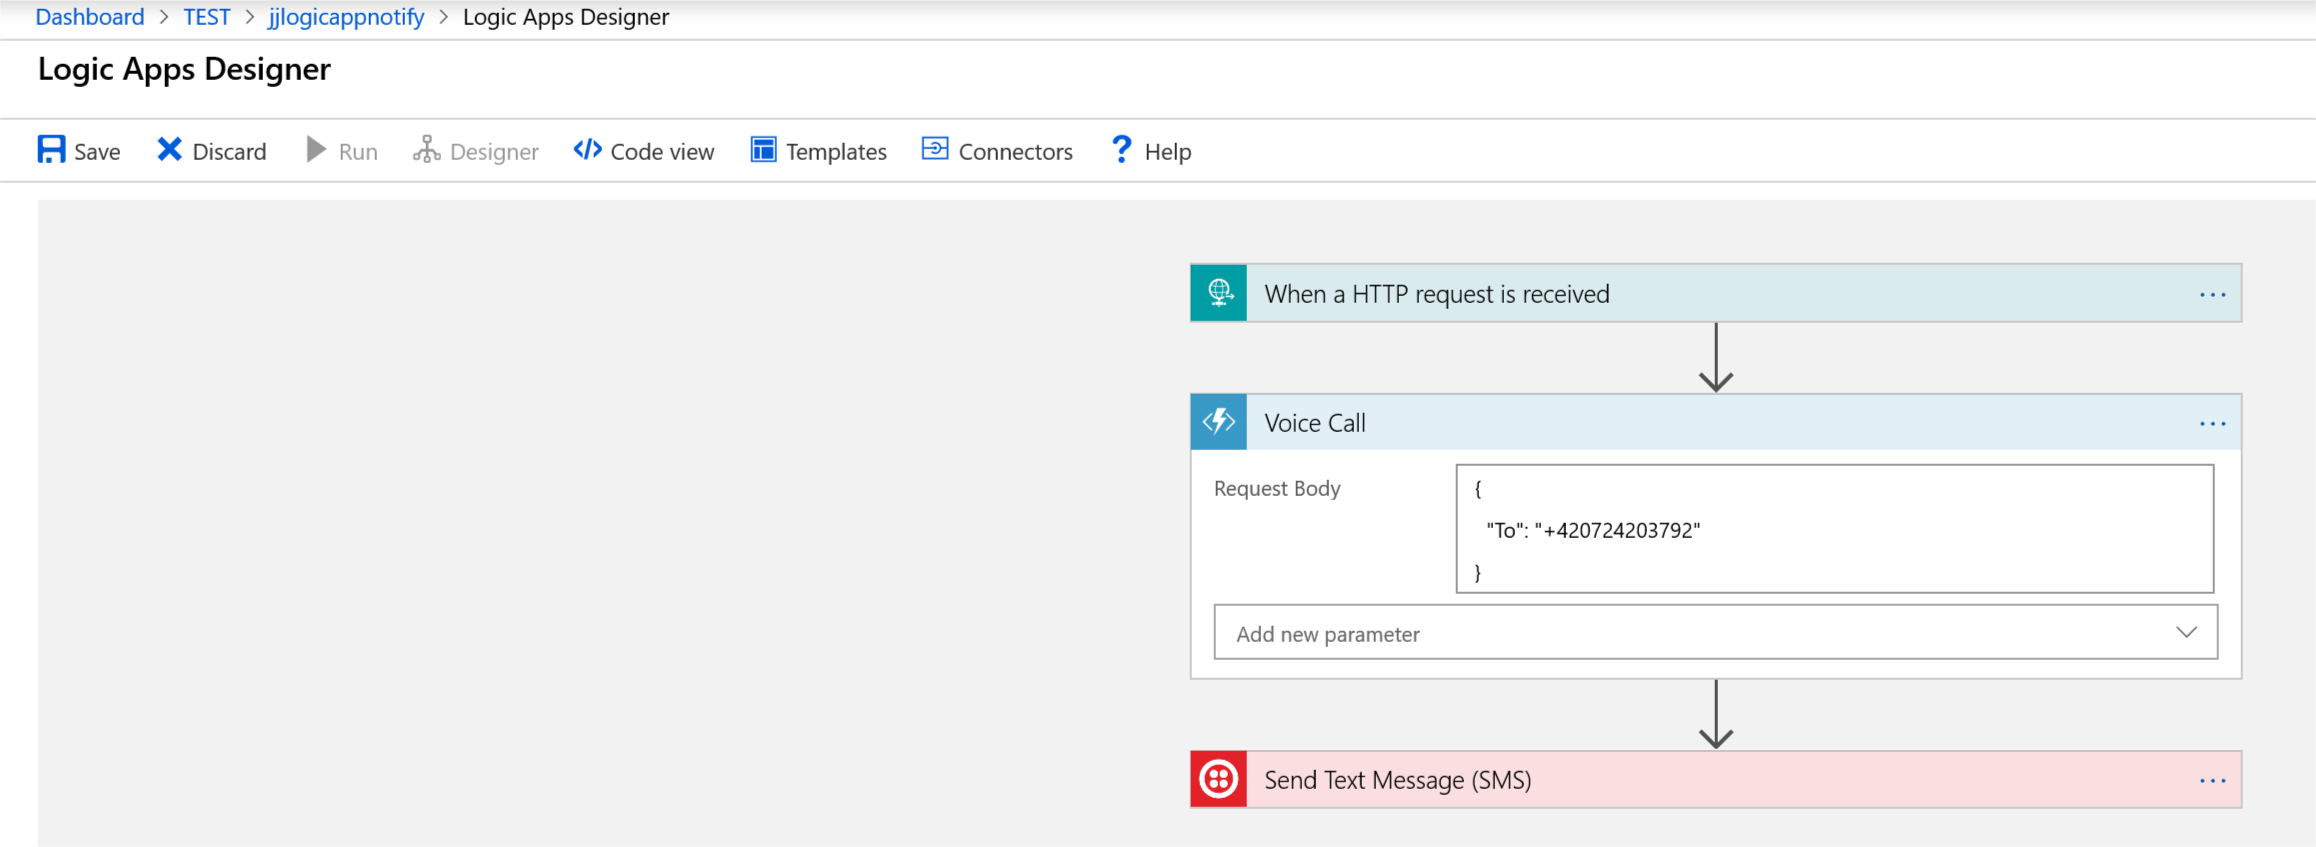 Dashboard > TEST > jjlogicappnotify > Logic Apps Designer
Logic Apps Designer
Save Discard Run Designer Code view Templates Connectors ? Help
When a HTTP request is received ...
Voice Call ...
Request Body
{
"To": "+420724203792"
}
Add new parameter
Send Text Message (SMS) ...